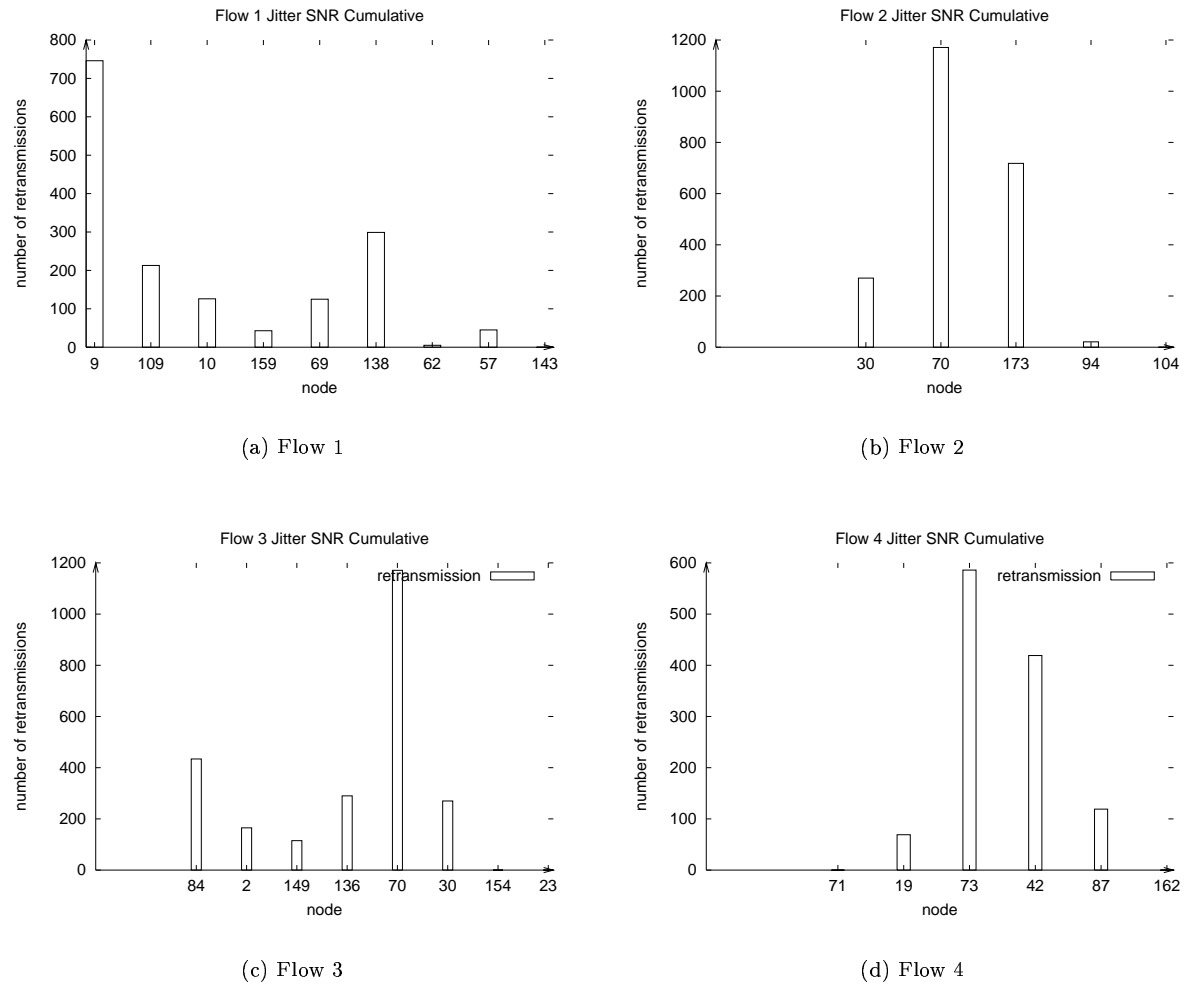 Flow 1 Jitter SNR Cumulative
800
700
600
500
400
300
200
100
0
number of retransmissions
9 109 10 159 69 138 62 57 143
node
(a) Flow 1
Flow 2 Jitter SNR Cumulative
1200
1000
800
600
400
200
0
number of retransmissions
30 70 173 94 104
node
(b) Flow 2
Flow 3 Jitter SNR Cumulative
retransmission
1200
1000
800
600
400
200
0
number of retransmissions
84 2 149 136 70 30 154 23
node
(c) Flow 3
Flow 4 Jitter SNR Cumulative
retransmission
600
500
400
300
200
100
0
number of retransmissions
71 19 73 42 87 162
node
(d) Flow 4